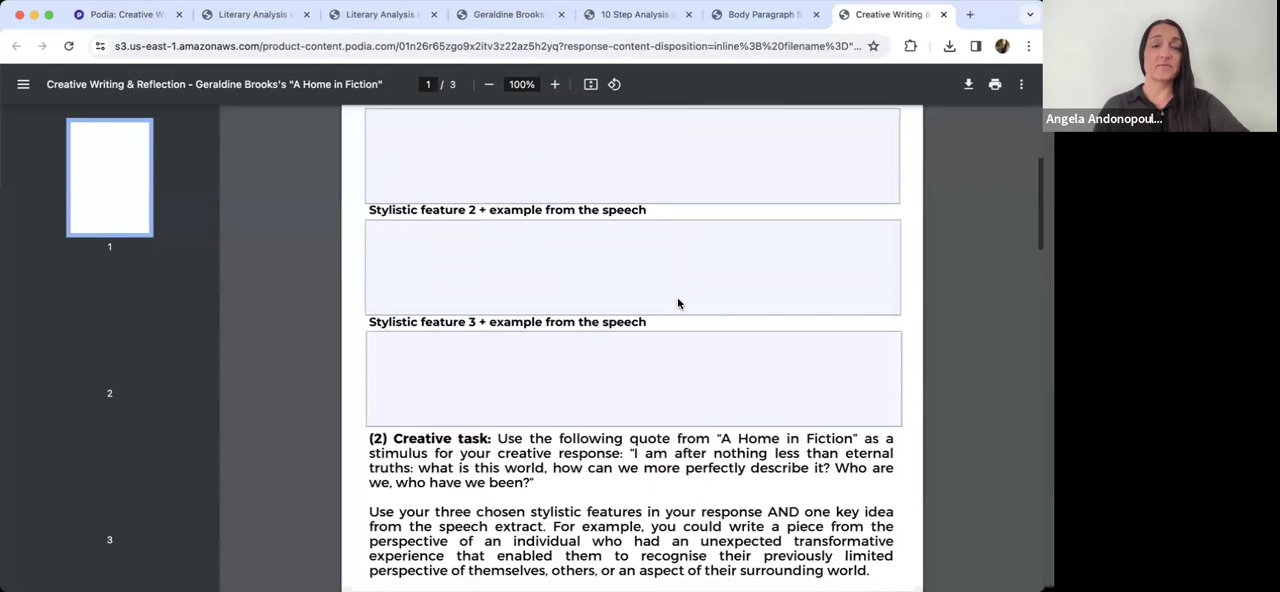 Podia: Creative W
Literary Analysis
Literary Analysis
Geraldine Brooks'
10 Step Analysis
Body Paragraph S
Creative Writing &
s3.us-east-1.amazonaws.com/product-content.podia.com/01n26r65zgo9x2itv3z22az5h2yq?response-content-disposition=inline%3B%20filename%3D"...
Creative Writing & Reflection - Geraldine Brooks's "A Home in Fiction"
1 / 3
100%
Angela Andonopoul...
1
2
3
Stylistic feature 2 + example from the speech
Stylistic feature 3 + example from the speech
(2) Creative task: Use the following quote from “A Home in Fiction” as a
stimulus for your creative response: “I am after nothing less than eternal
truths: what is this world, how can we more perfectly describe it? Who are
we, who have we been?”
Use your three chosen stylistic features in your response AND one key idea
from the speech extract. For example, you could write a piece from the
perspective of an individual who had an unexpected transformative
experience that enabled them to recognise their previously limited
perspective of themselves, others, or an aspect of their surrounding world.